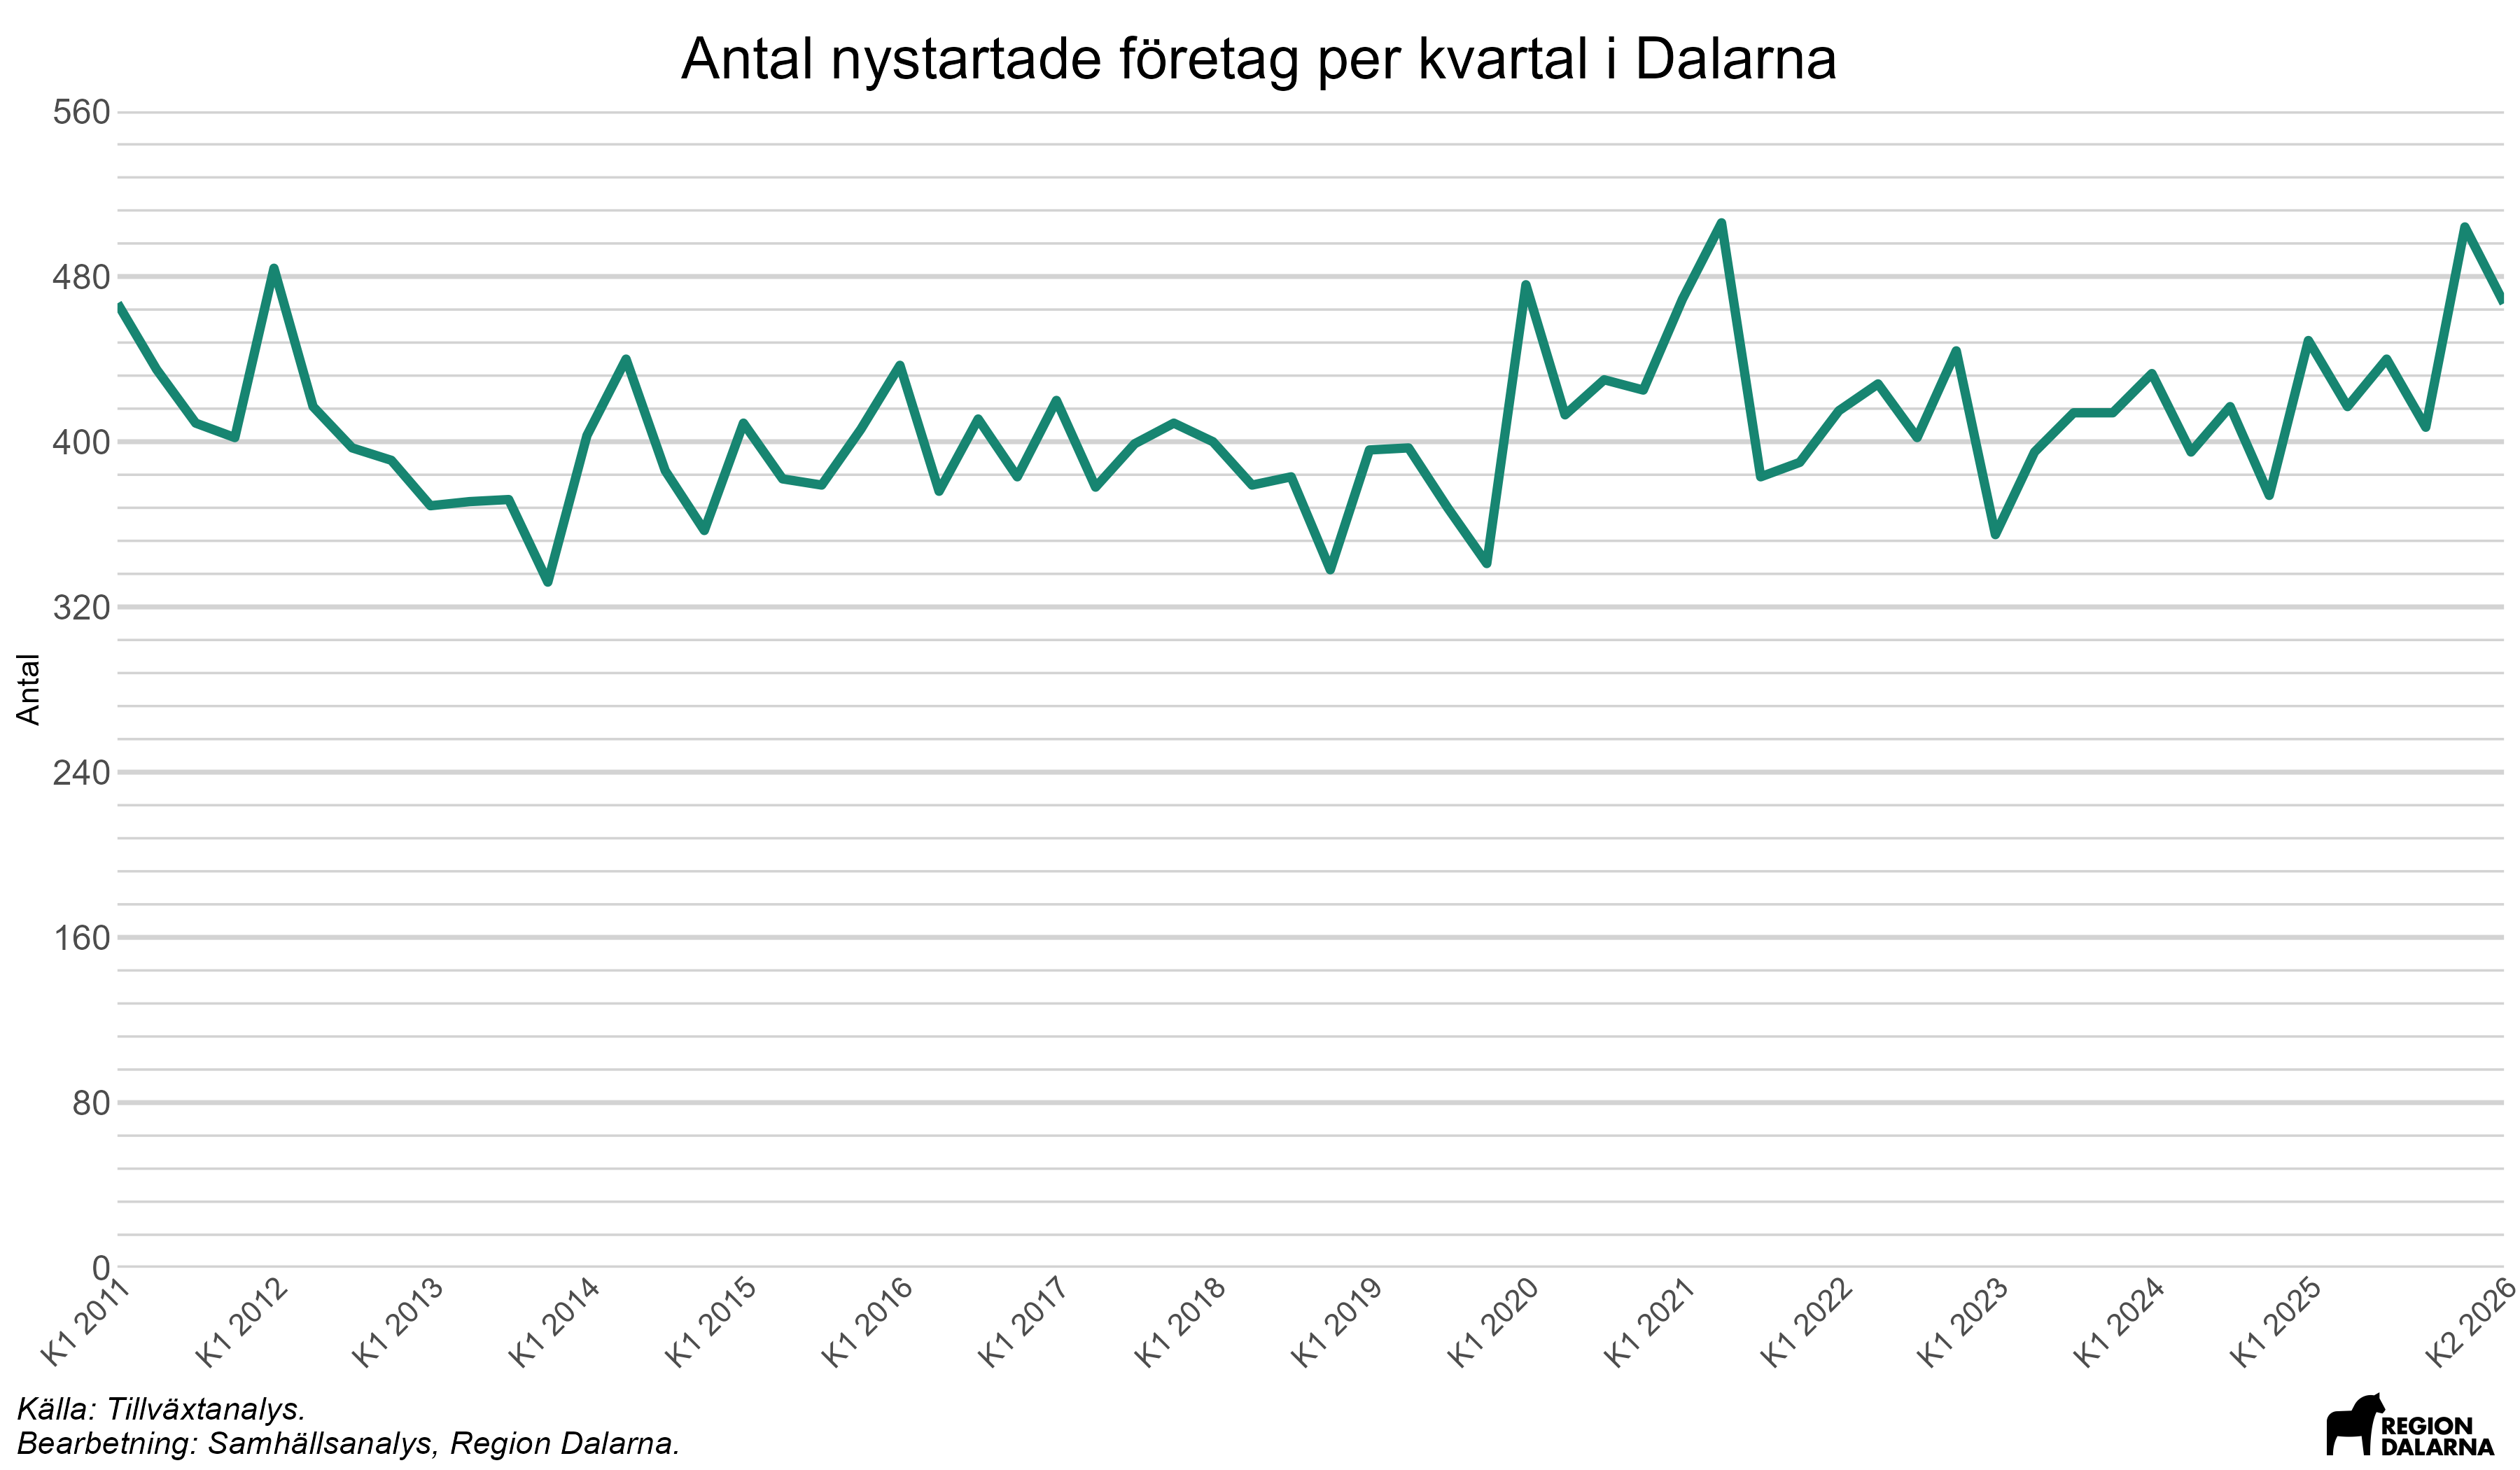 Antal nystartade företag per kvartal i Dalarna
560
480
400
320
240
160
80
0
Antal
K1 2011
K1 2012
K1 2013
K1 2014
K1 2015
K1 2016
K1 2017
K1 2018
K1 2019
K1 2020
K1 2021
K1 2022
K1 2023
K1 2024
K1 2025
K2 2026
Källa: Tillväxtanalys.
Bearbetning: Samhällsanalys, Region Dalarna.
REGION
DALARNA